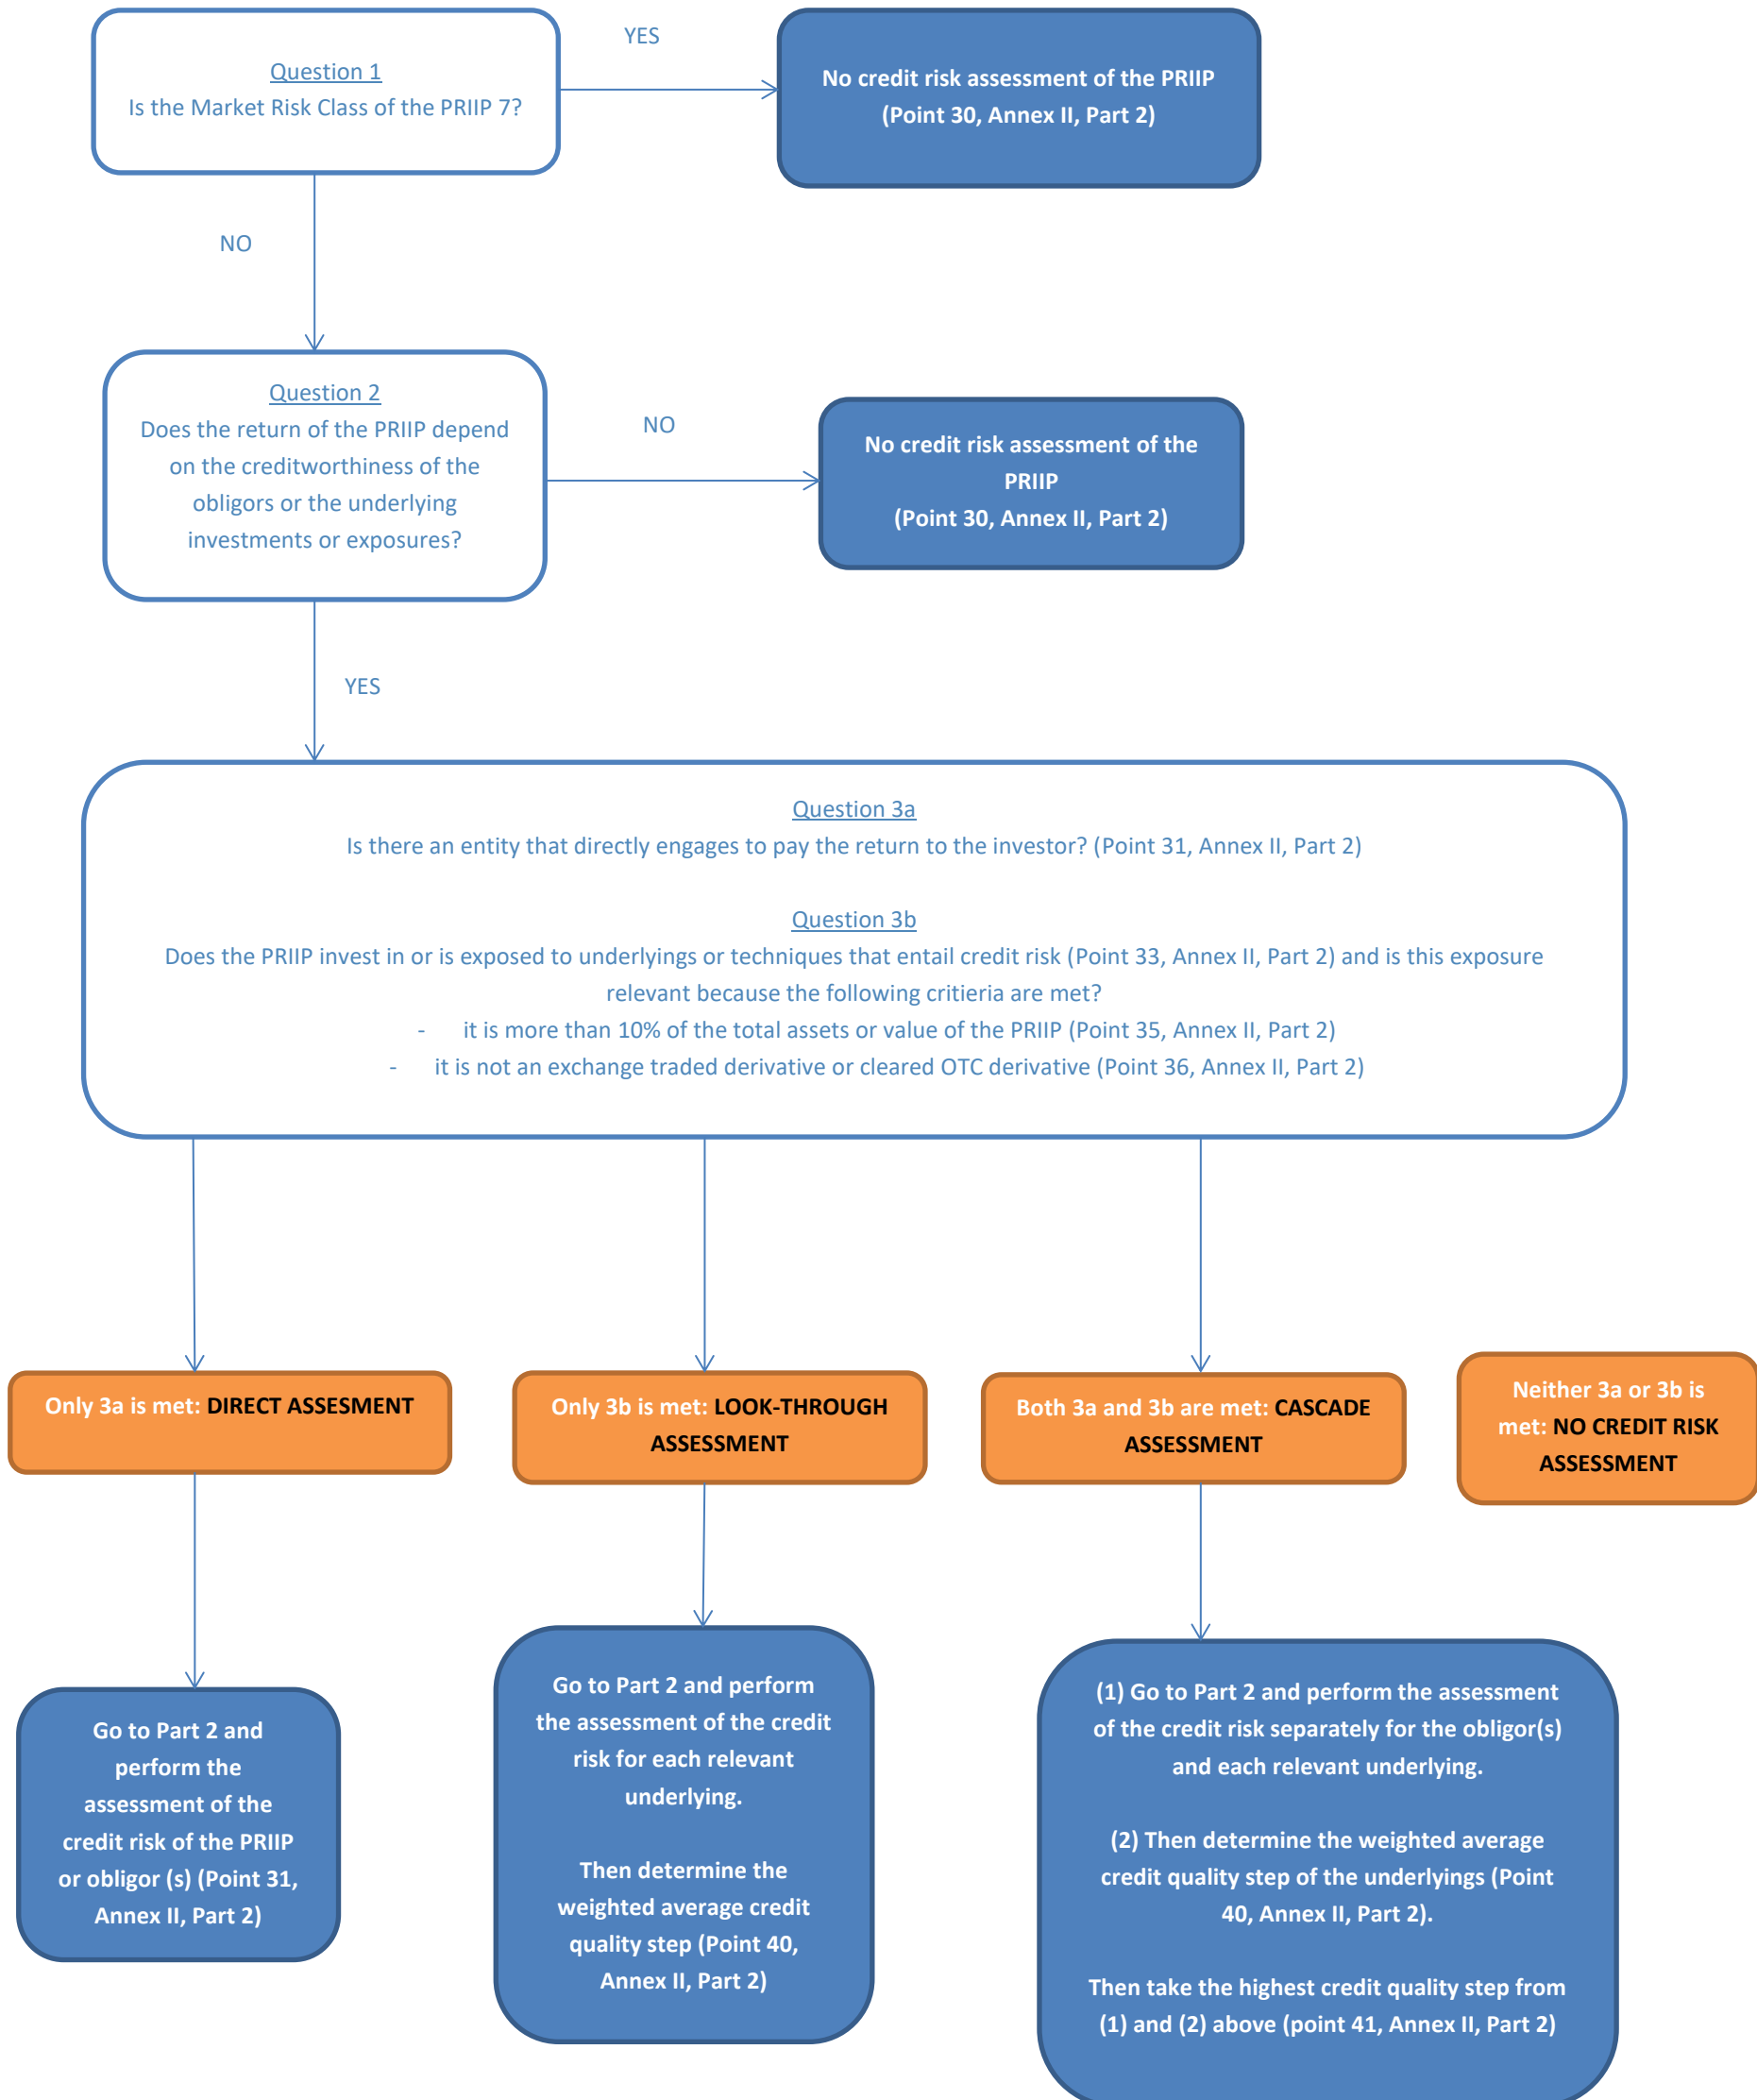 Question 1
Is the Market Risk Class of the PRIIP 7?
YES
No credit risk assessment of the PRIIP
(Point 30, Annex II, Part 2)
NO
Question 2
Does the return of the PRIIP depend
on the creditworthiness of the
obligors or the underlying
investments or exposures?
NO
No credit risk assessment of the
PRIIP
(Point 30, Annex II, Part 2)
YES
Question 3a
Is there an entity that directly engages to pay the return to the investor? (Point 31, Annex II, Part 2)
Question 3b
Does the PRIIP invest in or is exposed to underlyings or techniques that entail credit risk (Point 33, Annex II, Part 2) and is this exposure
relevant because the following critieria are met?
- it is more than 10% of the total assets or value of the PRIIP (Point 35, Annex II, Part 2)
- it is not an exchange traded derivative or cleared OTC derivative (Point 36, Annex II, Part 2)
Only 3a is met: DIRECT ASSESMENT
Only 3b is met: LOOK-THROUGH
ASSESSMENT
Both 3a and 3b are met: CASCADE
ASSESSMENT
Neither 3a or 3b is
met: NO CREDIT RISK
ASSESSMENT
Go to Part 2 and
perform the
assessment of the
credit risk of the PRIIP
or obligor (s) (Point 31,
Annex II, Part 2)
Go to Part 2 and perform
the assessment of the credit
risk for each relevant
underlying.
Then determine the
weighted average credit
quality step (Point 40,
Annex II, Part 2)
(1) Go to Part 2 and perform the assessment
of the credit risk separately for the obligor(s)
and each relevant underlying.
(2) Then determine the weighted average
credit quality step of the underlyings (Point
40, Annex II, Part 2).
Then take the highest credit quality step from
(1) and (2) above (point 41, Annex II, Part 2)